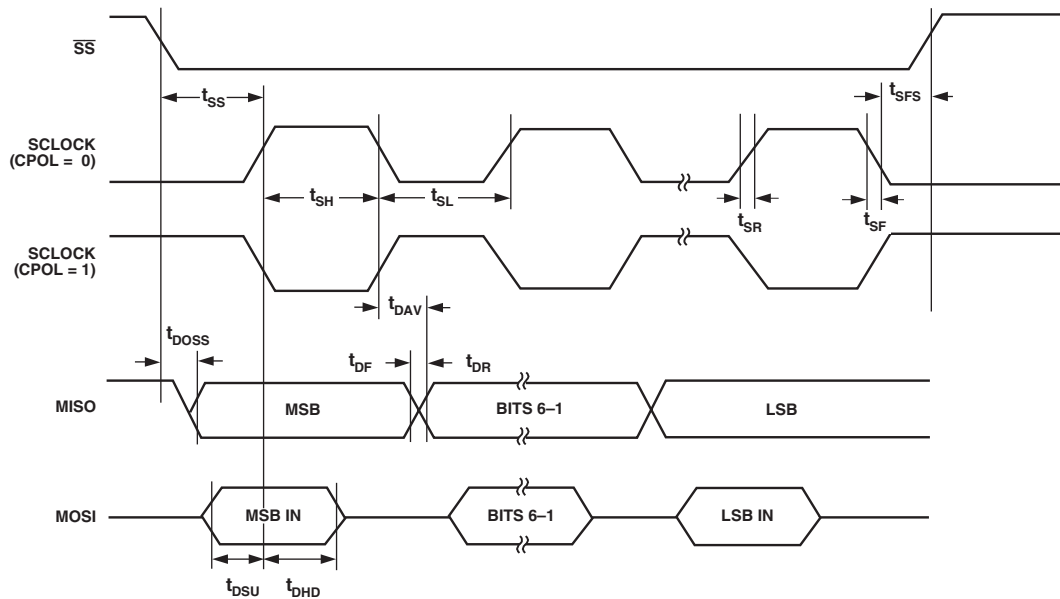 SS
tSS
tSFS
SCLOCK
(CPOL = 0)
tSH
tSL
tSR
tSF
SCLOCK
(CPOL = 1)
tDAV
tDOSS
tDF
tDR
MISO
MSB
BITS 6–1
LSB
MOSI
MSB IN
BITS 6–1
LSB IN
tDSU
tDHD